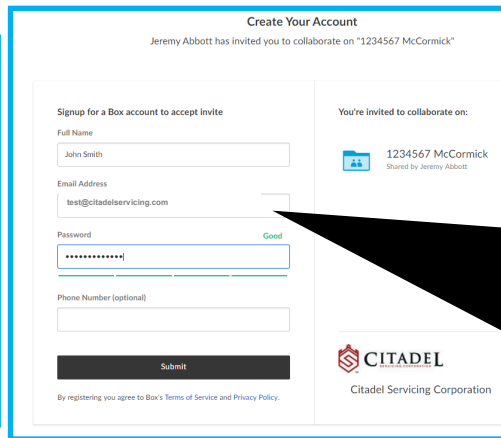 Create Your Account
Jeremy Abbott has invited you to collaborate on "1234567 McCormick"
Signup for a Box account to accept invite
Full Name
John Smith
Email Address
test@citadelservicing.com
Password Good
•••••••••••••
Phone Number (optional)
Submit
By registering you agree to Box's Terms of Service and Privacy Policy.
You're invited to collaborate on:
1234567 McCormick
Shared by Jeremy Abbott
CITADEL
SERVICING CORPORATION
Citadel Servicing Corporation